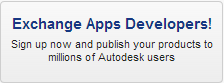 Exchange Apps Developers!
Sign up now and publish your products to
millions of Autodesk users